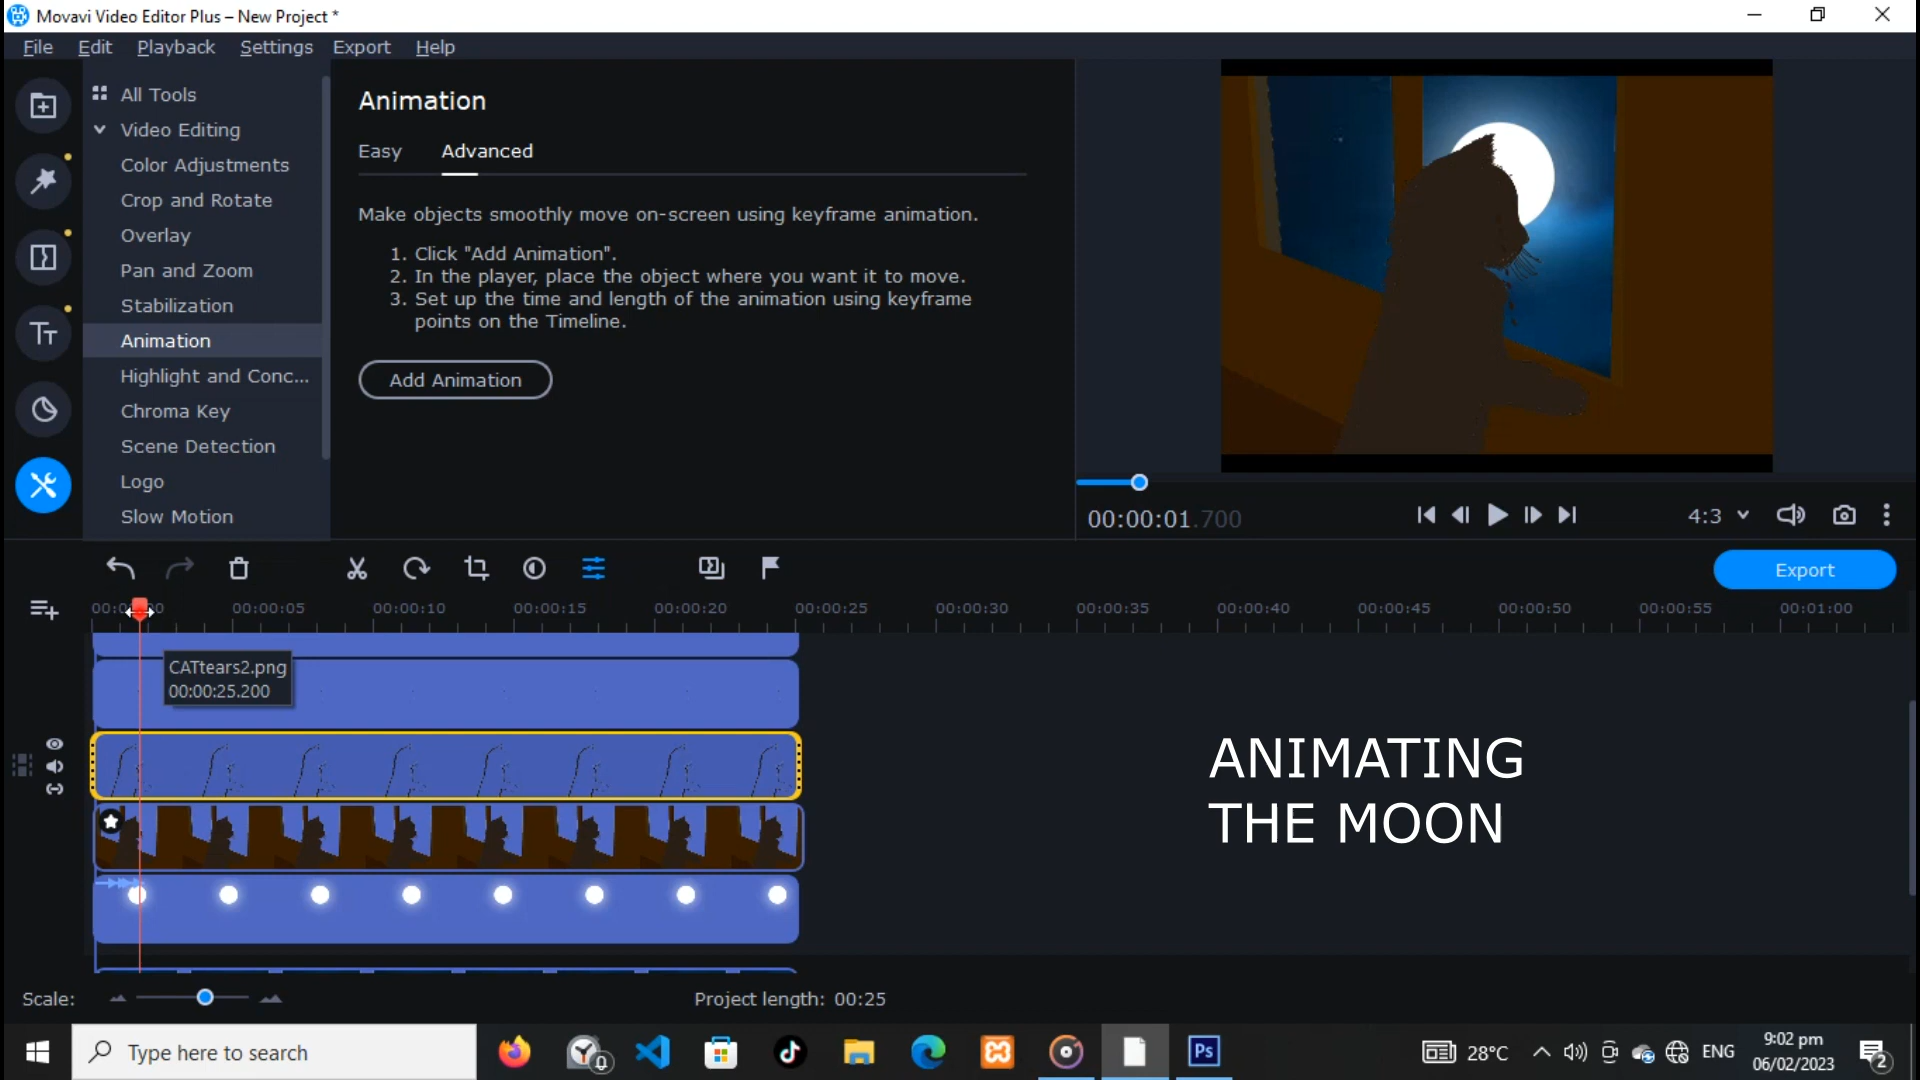 Movavi Video Editor Plus – New Project *
File Edit Playback Settings Export Help
All Tools
Video Editing
Color Adjustments
Crop and Rotate
Overlay
Pan and Zoom
Stabilization
Animation
Highlight and Conc...
Chroma Key
Scene Detection
Logo
Slow Motion
Animation
Easy Advanced
Make objects smoothly move on-screen using keyframe animation.
1. Click "Add Animation".
2. In the player, place the object where you want it to move.
3. Set up the time and length of the animation using keyframe
points on the Timeline.
Add Animation
00:00:01.700
4:3
Export
00:00:05 00:00:10 00:00:15 00:00:20 00:00:25 00:00:30 00:00:35 00:00:40 00:00:45 00:00:50 00:00:55 00:01:00
CATtears2.png
00:00:25.200
ANIMATING
THE MOON
Scale:
Project length: 00:25
Type here to search
Ps
28°C
ENG
9:02 pm
06/02/2023
2